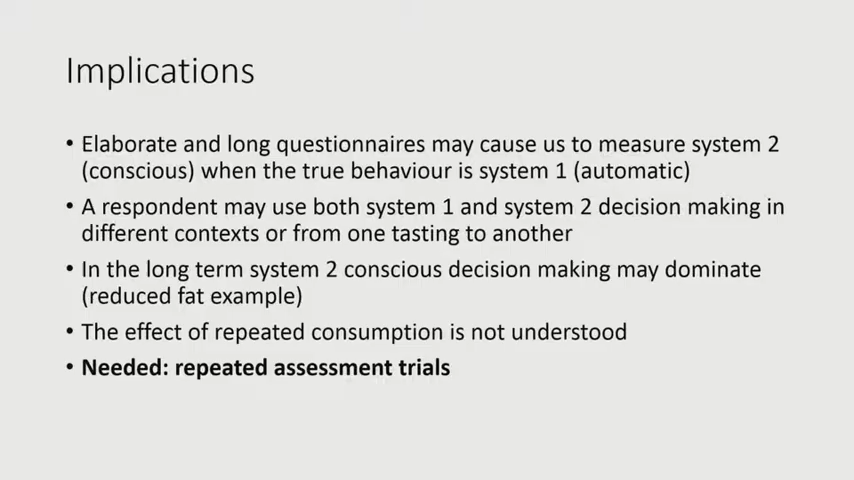 Implications
• Elaborate and long questionnaires may cause us to measure system 2
(conscious) when the true behaviour is system 1 (automatic)
• A respondent may use both system 1 and system 2 decision making in
different contexts or from one tasting to another
• In the long term system 2 conscious decision making may dominate
(reduced fat example)
• The effect of repeated consumption is not understood
• Needed: repeated assessment trials